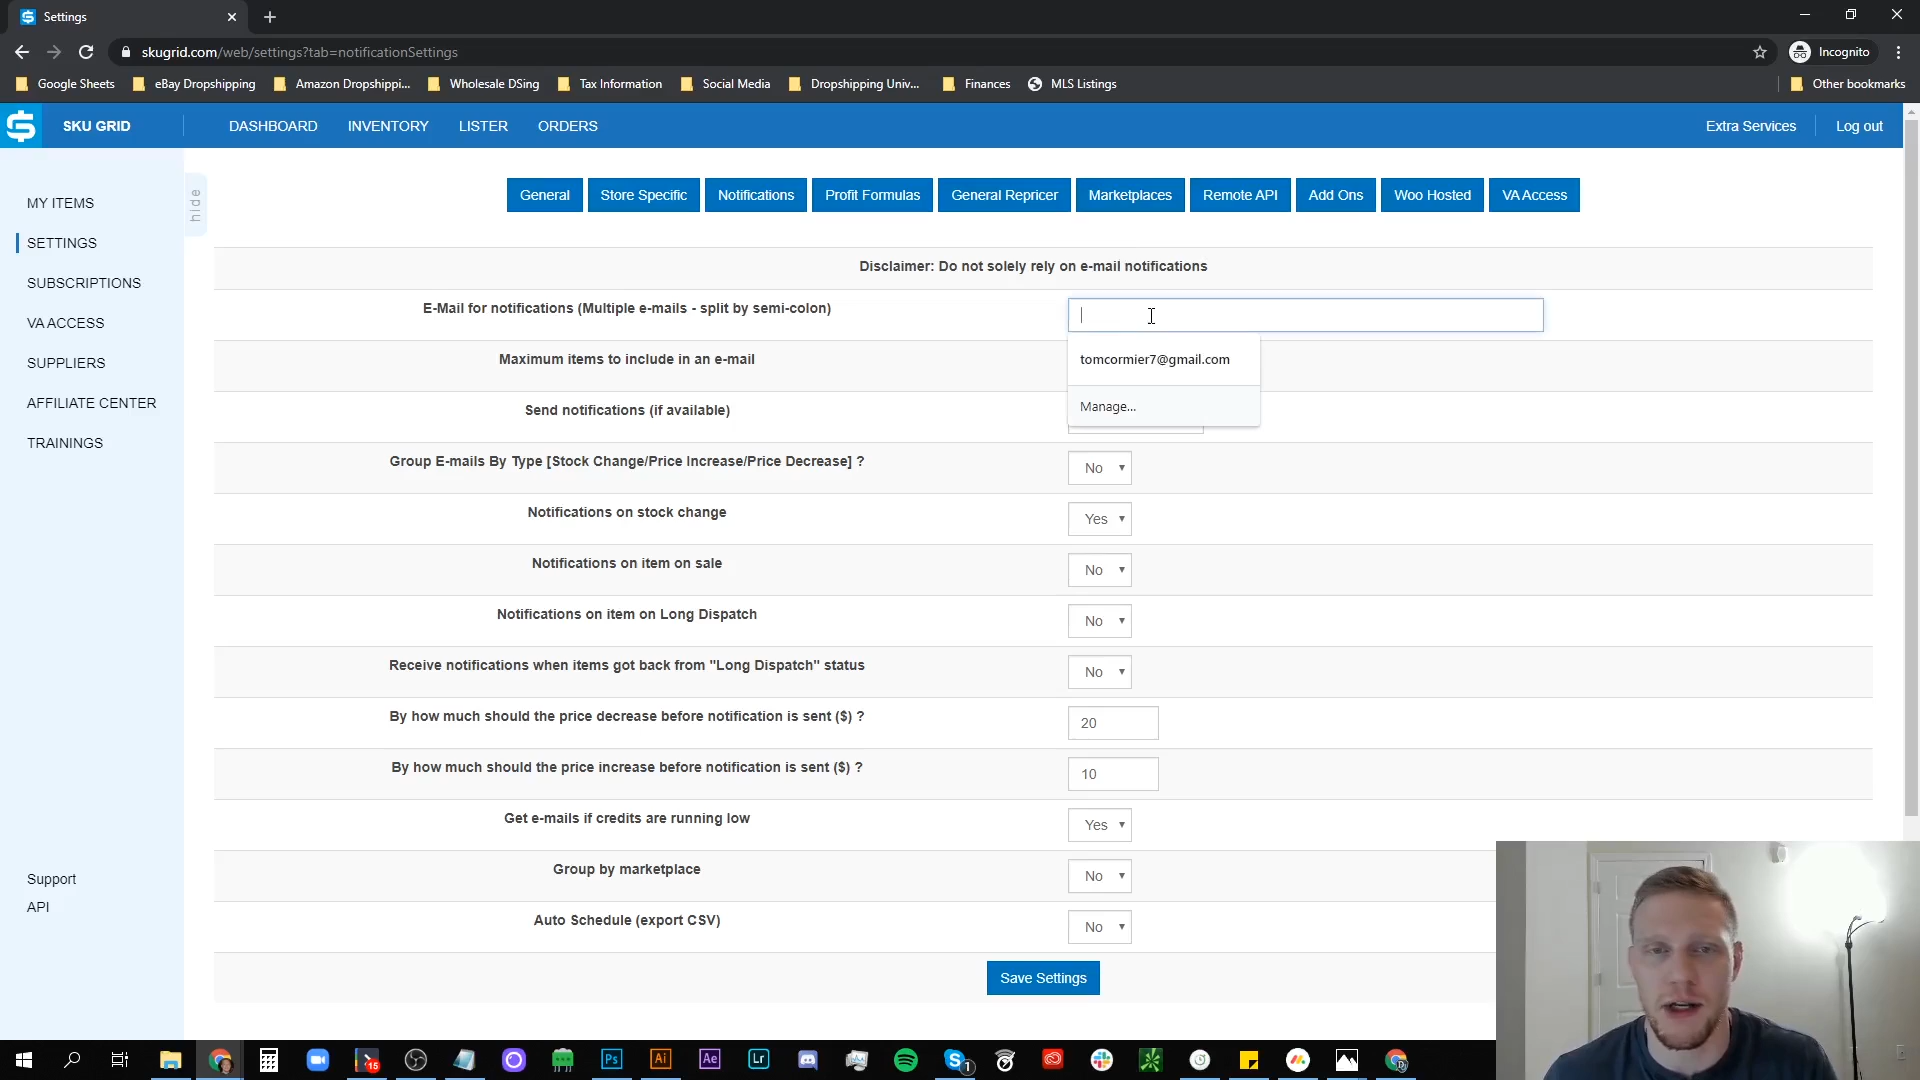 Settings
skugrid.com/web/settings?tab=notificationSettings
Incognito
Google Sheets
eBay Dropshipping
Amazon Dropshippi...
Wholesale DSing
Tax Information
Social Media
Dropshipping Univ...
Finances
MLS Listings
Other bookmarks
SKU GRID
DASHBOARD
INVENTORY
LISTER
ORDERS
Extra Services
Log out
MY ITEMS
SETTINGS
SUBSCRIPTIONS
VA ACCESS
SUPPLIERS
AFFILIATE CENTER
TRAININGS
Support
API
hide
General
Store Specific
Notifications
Profit Formulas
General Repricer
Marketplaces
Remote API
Add Ons
Woo Hosted
VA Access
Disclaimer: Do not solely rely on e-mail notifications
E-Mail for notifications (Multiple e-mails - split by semi-colon)
tomcormier7@gmail.com
Manage...
Maximum items to include in an e-mail
Send notifications (if available)
Group E-mails By Type [Stock Change/Price Increase/Price Decrease] ?
No
Notifications on stock change
Yes
Notifications on item on sale
No
Notifications on item on Long Dispatch
No
Receive notifications when items got back from "Long Dispatch" status
No
By how much should the price decrease before notification is sent ($) ?
20
By how much should the price increase before notification is sent ($) ?
10
Get e-mails if credits are running low
Yes
Group by marketplace
No
Auto Schedule (export CSV)
No
Save Settings
15
Ps
Ai
Ae
Lr
1